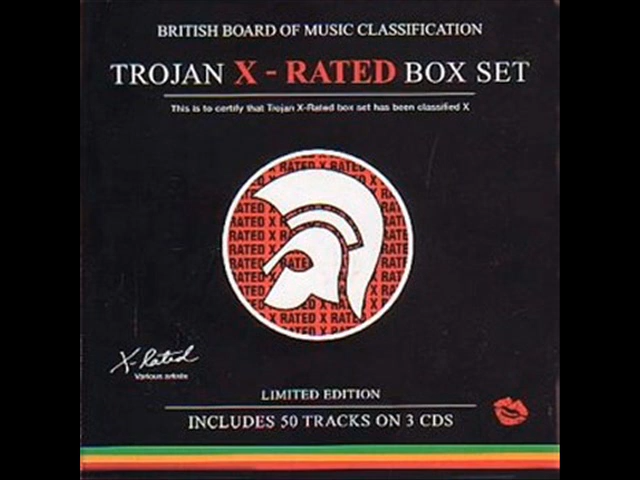 BRITISH BOARD OF MUSIC CLASSIFICATION
TROJAN X - RATED BOX SET
This is to certify that Trojan X-Rated box set has been classified X
X-Rated
Various artists
LIMITED EDITION
INCLUDES 50 TRACKS ON 3 CDS